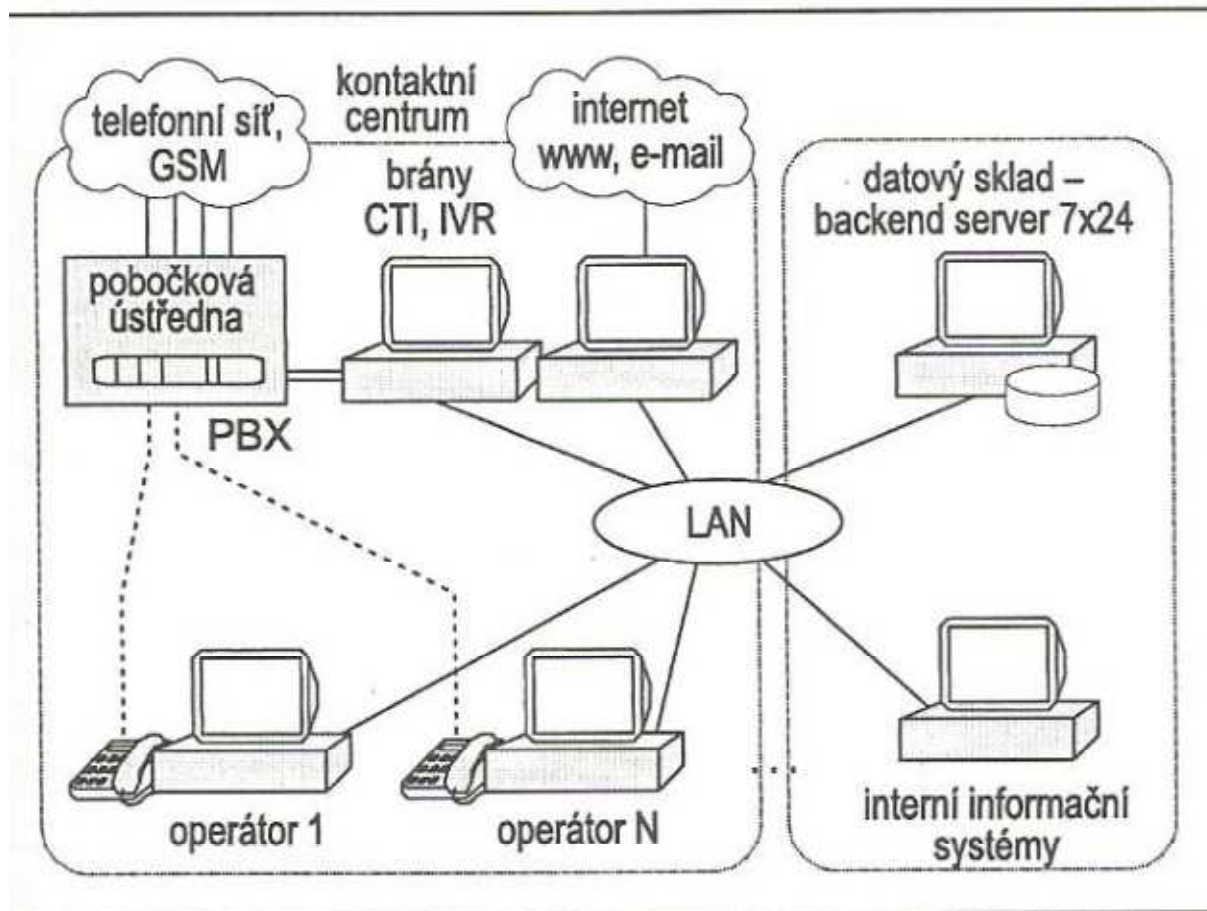 telefonní síť,
GSM
kontaktní
centrum
internet
www, e-mail
brány
CTI, IVR
datový sklad –
backend server 7x24
pobočková
ústředna
PBX
LAN
operátor 1
operátor N
interní informační
systémy